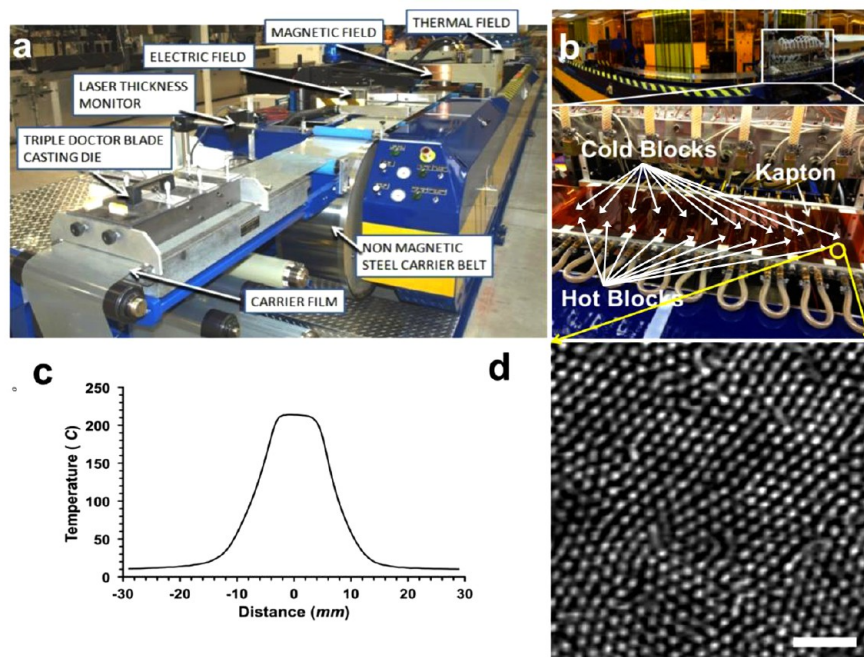 a
MAGNETIC FIELD
THERMAL FIELD
ELECTRIC FIELD
LASER THICKNESS
MONITOR
TRIPLE DOCTOR BLADE
CASTING DIE
NON MAGNETIC
STEEL CARRIER BELT
CARRIER FILM
b
Cold Blocks
Kapton
Hot Blocks
c
Temperature ( C)
250
200
150
100
50
0
-30 -20 -10 0 10 20 30
Distance (mm)
d